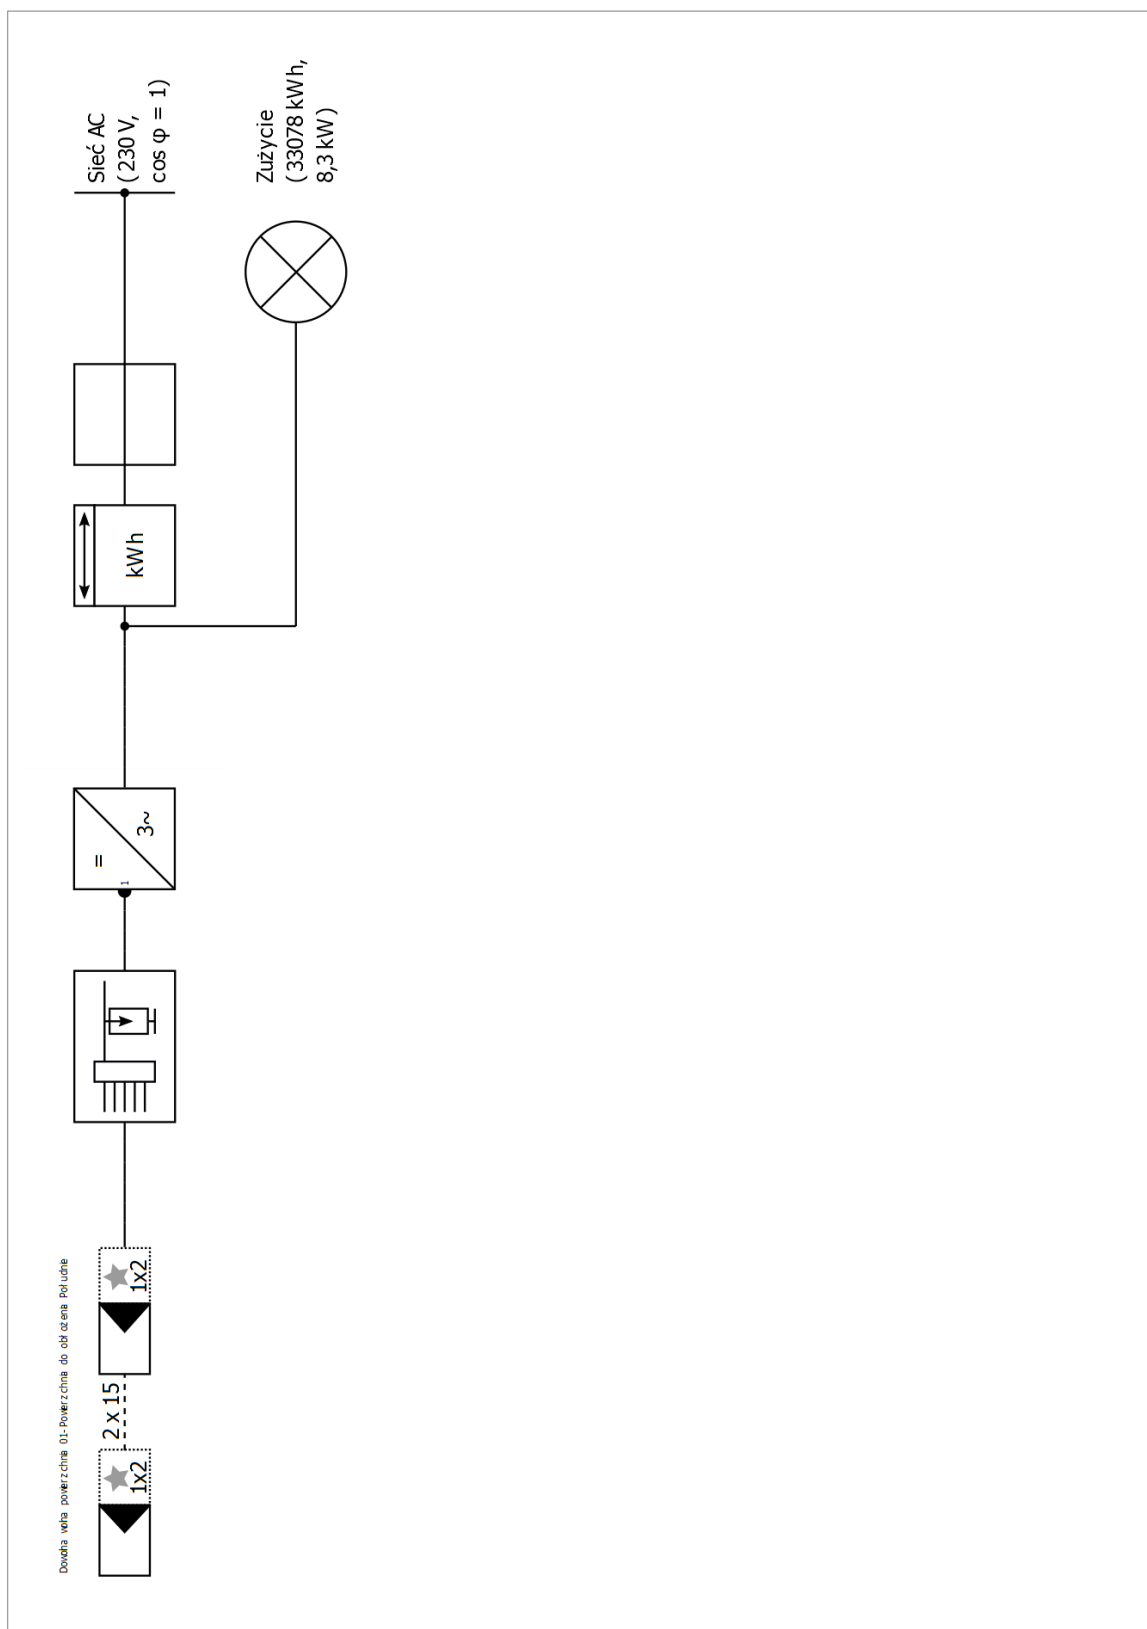 Sieć AC
(230 V,
cos φ = 1)
Zużycie
(33078 kWh,
8,3 kW)
kWh
=
3~
1
1x2
2 x 15
1x2
Dowolna wolna powierzchnia 01-Powierzchnia do obłożenia Południe